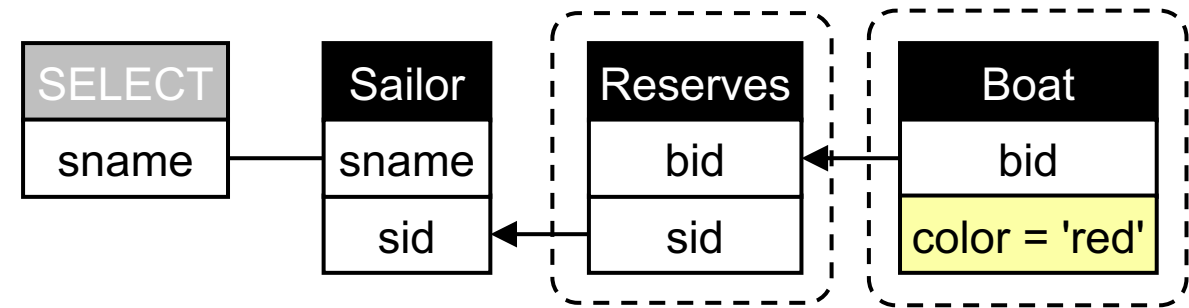 SELECT
sname
Sailor
sname
sid
Reserves
bid
sid
Boat
bid
color = 'red'